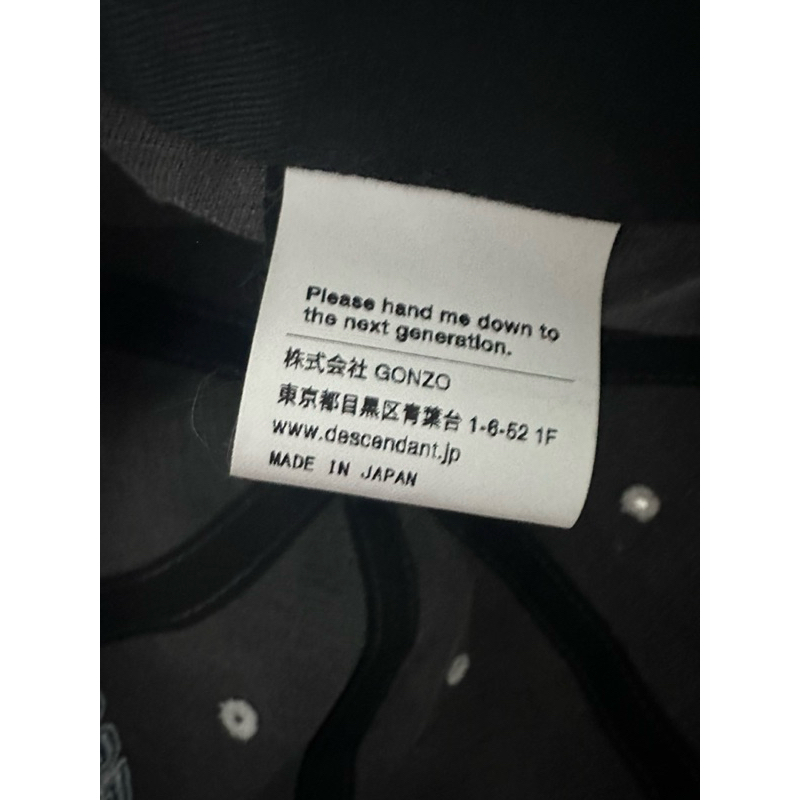 Please hand me down to
the next generation.
株式会社 GONZO
東京都目黒区青葉台 1-6-52 1F
www.descendant.jp
MADE IN JAPAN